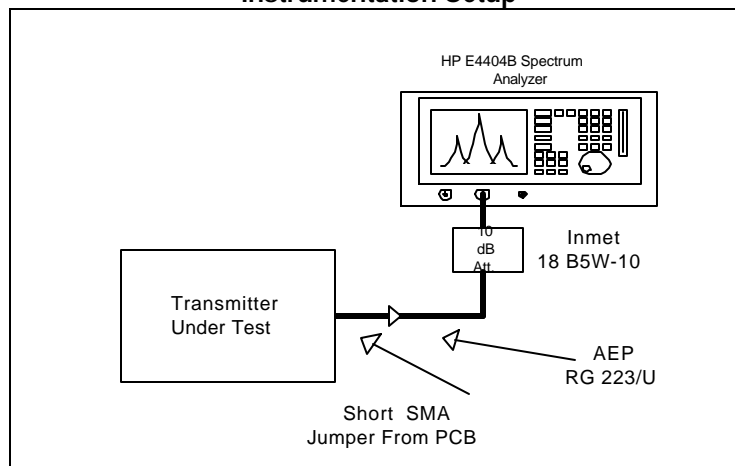 Instrumentation Setup
HP E4404B Spectrum
Analyzer
10
dB
Att.
Inmet
18 B5W-10
Transmitter
Under Test
AEP
RG 223/U
Short SMA
Jumper From PCB